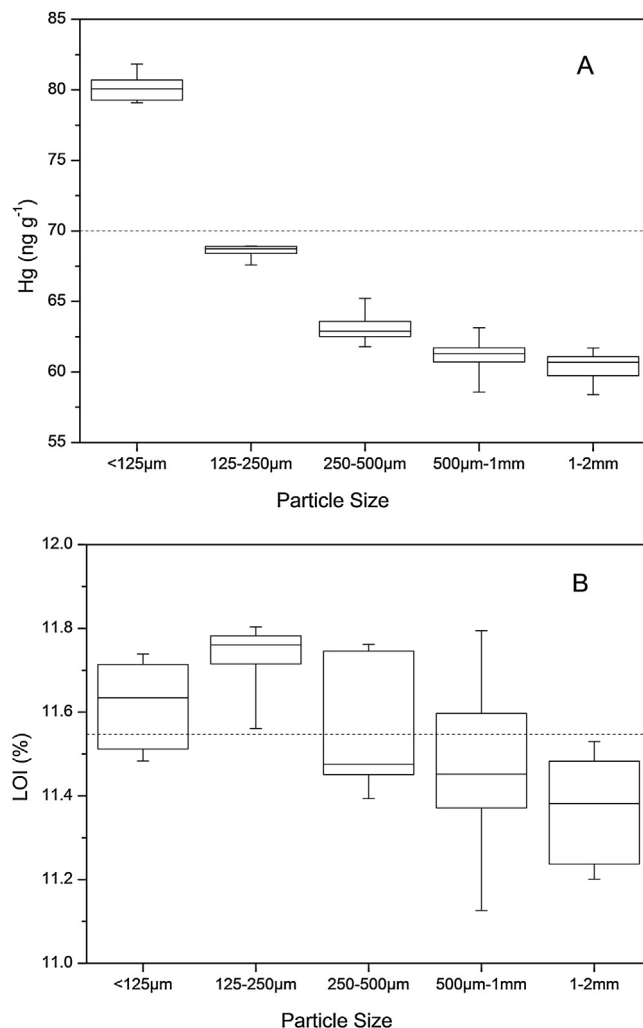 A
Hg (ng g⁻¹)
85
80
75
70
65
60
55
<125µm
125-250µm
250-500µm
500µm-1mm
1-2mm
Particle Size
B
LOI (%)
12.0
11.8
11.6
11.4
11.2
11.0
<125µm
125-250µm
250-500µm
500µm-1mm
1-2mm
Particle Size